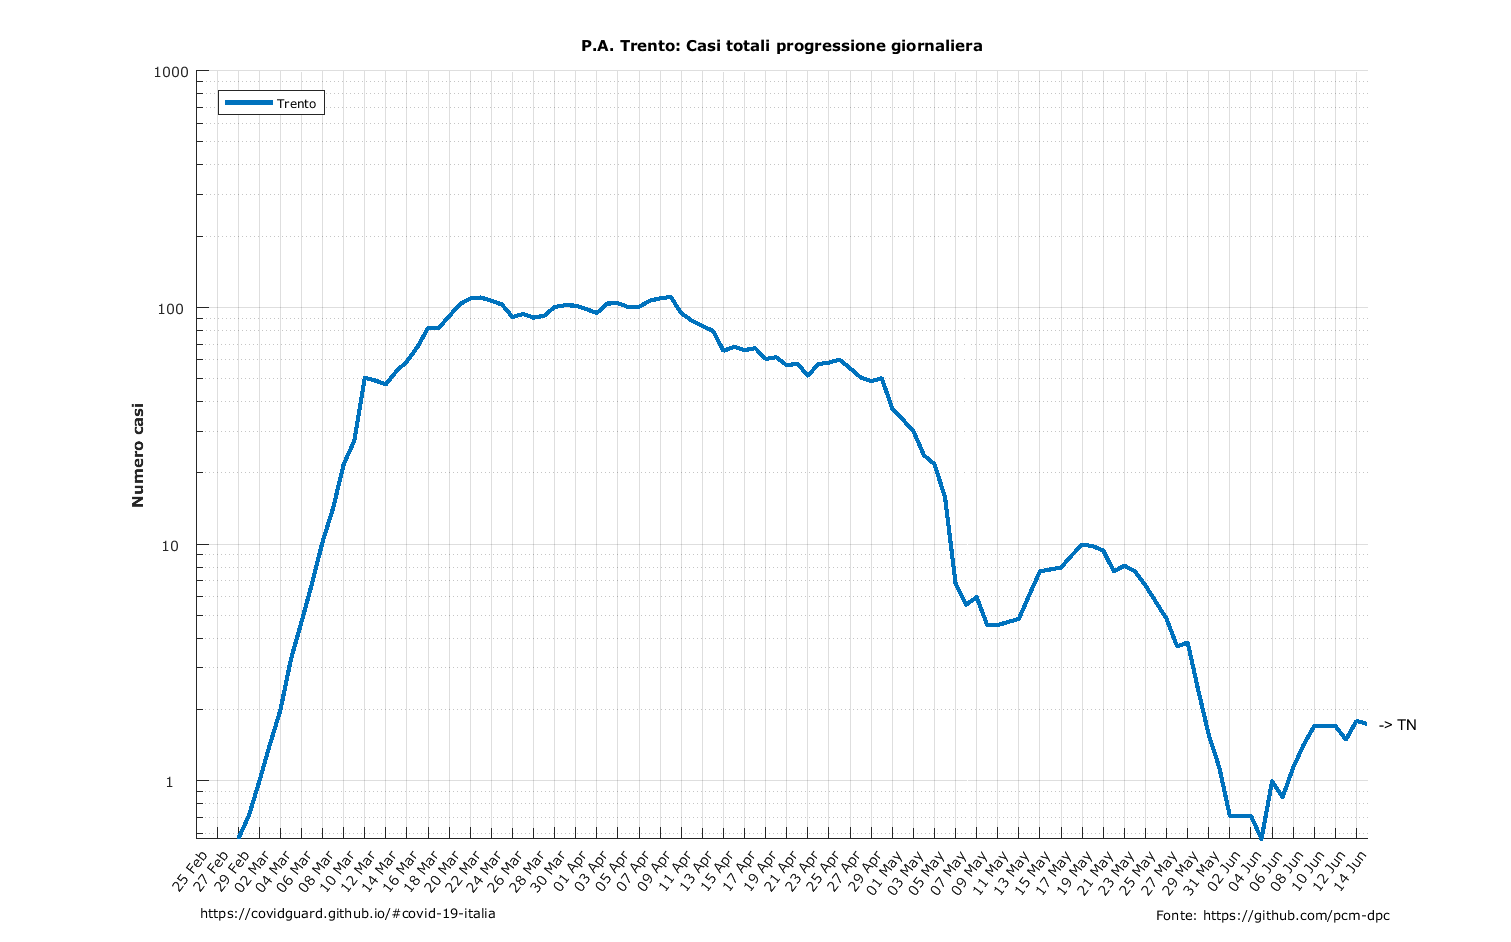 P.A. Trento: Casi totali progressione giornaliera
1000
Trento
100
Numero casi
10
-> TN
1
25 Feb
27 Feb
29 Feb
02 Mar
04 Mar
06 Mar
08 Mar
10 Mar
12 Mar
14 Mar
16 Mar
18 Mar
20 Mar
22 Mar
24 Mar
26 Mar
28 Mar
30 Mar
01 Apr
03 Apr
05 Apr
07 Apr
09 Apr
11 Apr
13 Apr
15 Apr
17 Apr
19 Apr
21 Apr
23 Apr
25 Apr
27 Apr
29 Apr
01 May
03 May
05 May
07 May
09 May
11 May
13 May
15 May
17 May
19 May
21 May
23 May
25 May
27 May
29 May
31 May
02 Jun
04 Jun
06 Jun
08 Jun
10 Jun
12 Jun
14 Jun
https://covidguard.github.io/#covid-19-italia
Fonte: https://github.com/pcm-dpc